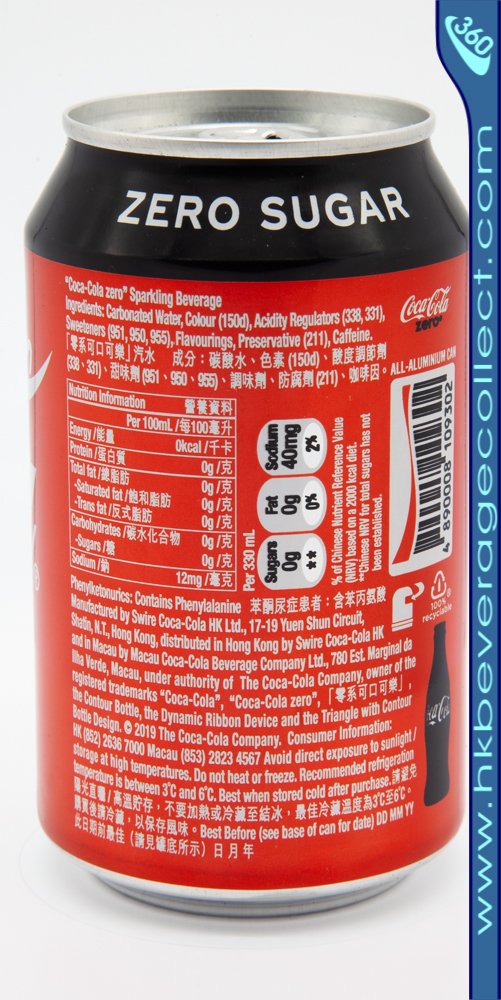 360
www.hkbeveragecollect.com
ZERO SUGAR
"Coca-Cola zero" Sparkling Beverage
Ingredients: Carbonated Water, Colour (150d), Acidity Regulators (338, 331),
Sweeteners (951, 960, 955), Flavourings, Preservative (211), Caffeine.
「零系可口可樂」汽水 成分：碳酸水、色素 (150d)、酸度調節劑
(338、331)、甜味劑 (951、960、955)、調味劑、防腐劑 (211)、咖啡因。
Coca-Cola
zero
ALL-ALUMINIUM CAN
4 890008 109302
Nutrition Information 營養資料
Per 100mL /每100毫升
Energy /能量 0kcal /千卡
Protein /蛋白質 0g /克
Total fat /總脂肪 0g /克
-Saturated fat /飽和脂肪 0g /克
-Trans fat /反式脂肪 0g /克
Carbohydrates /碳水化合物 0g /克
-Sugars /糖 0g /克
Sodium /鈉 12mg /毫克
Per 330 mL
Sugars 0g **
Fat 0g 0%
Sodium 40mg 2%
% of Chinese Nutrient Reference Value
(NRV) based on a 2000 kcal diet.
**Chinese NRV for total sugars has not
been established.
100%
recyclable
Phenylketonurics: Contains Phenylalanine 苯酮尿症患者：含苯丙氨酸
Manufactured by Swire Coca-Cola HK Ltd., 17-19 Yuen Shun Circuit,
Shatin, N.T., Hong Kong, distributed in Hong Kong by Swire Coca-Cola HK
and in Macau by Macau Coca-Cola Beverage Company Ltd., 780 Est. Marginal da
Ilha Verde, Macau, under authority of The Coca-Cola Company, owner of the
registered trademarks "Coca-Cola", "Coca-Cola zero", 「零系可口可樂」,
the Contour Bottle, the Dynamic Ribbon Device and the Triangle with Contour
Bottle Design. © 2019 The Coca-Cola Company. Consumer Information:
HK (852) 2636 7000 Macau (853) 2823 4567 Avoid direct exposure to sunlight /
storage at high temperatures. Do not heat or freeze. Recommended refrigeration
temperature is between 3°C and 6°C. Best when stored cold after purchase. 請避免
陽光直曬/高溫貯存，不要加熱或冷藏至結冰，最佳冷藏溫度為3°C至6°C。
購買後請冷藏，以保存風味。Best Before (see base of can for date) DD MM YY
此日期前最佳（請見罐底所示）日 月 年